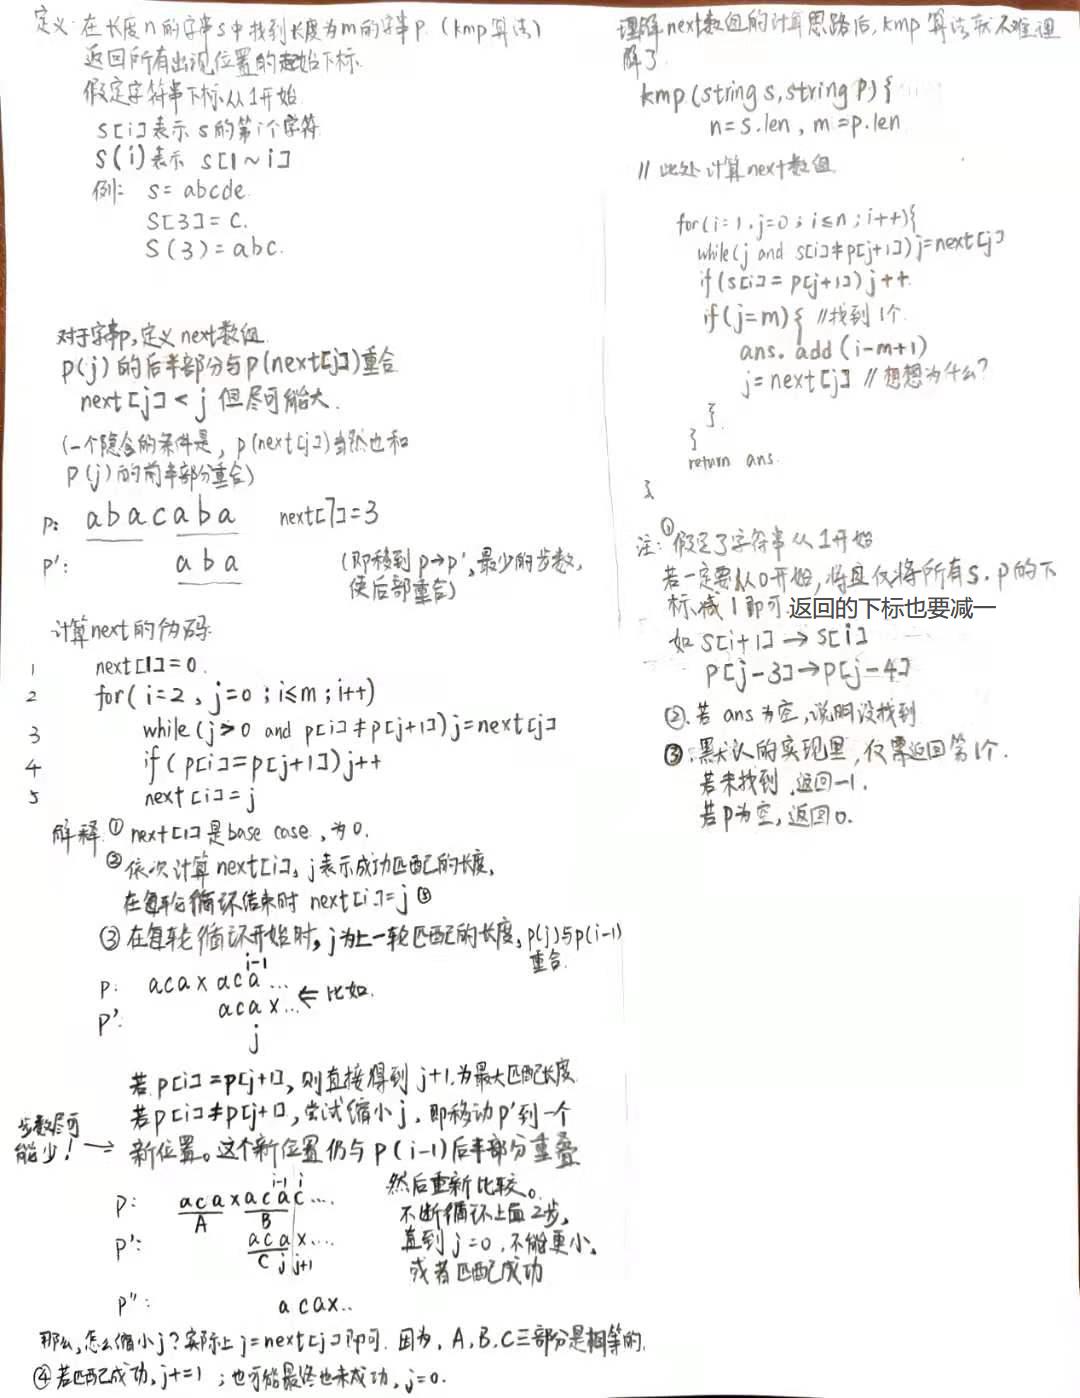 定义:在长度n的字串s中找到长度为m的字串p.(kmp算法)
返回所有出现位置的起始下标.
假定字符串下标从1开始.
s[i]表示s的第i个字符
S(i)表示 S[1~i]
例: s=abcde.
S[3]=c.
S(3)=abc.
对于字串p,定义next数组.
p(j)的后半部分与p(next[j])重合
next[j]<j 但尽可能大.
(一个隐含的条件是,p(next[j])当然也和
p(j)的前半部分重合)
p: abacaba next[7]=3
p': aba (即移到p→p',最少的步数,
使后部重合)
计算next的伪码:
1 next[1]=0.
2 for(i=2,j=0;i≤m;i++)
3 while(j>0 and p[i]≠p[j+1])j=next[j]
4 if(p[i]=p[j+1])j++
5 next[i]=j
解释:① next[1]是base case,为0.
② 依次计算next[i],j表示成功匹配的长度,
在每轮循环结束时 next[i]=j ⑤
③ 在每轮循环开始时,j为上一轮匹配的长度,p(j)与p(i-1)
重合.
i-1
p: acaxaca...
p': acax... ⇐ 比如.
j
若p[i]=p[j+1],则直接得到j+1.为最大匹配长度
若p[i]≠p[j+1],尝试缩小j,即移动p'到一个
步数尽可
能少!→ 新位置。这个新位置仍与p(i-1)后半部分重叠
i-1 i
p: acaxacac.... 然后重新比较。
A B 不断循环上面2步,
p': acax.... 直到j=0,不能更小.
C j j+1 或者匹配成功
p": acax..
那么,怎么缩小j?实际上j=next[j]即可.因为,A,B,C三部分是相等的.
④若匹配成功,j+=1;也可能最终也未成功,j=0.
理解next数组的计算思路后,kmp算法就不难理
解了.
kmp(string s,string p){
n=s.len,m=p.len
// 此处计算next数组.
for(i=1,j=0;i≤n;i++){
while(j and s[i]≠p[j+1])j=next[j]
if(s[i]=p[j+1])j++
if(j=m){ //找到1个.
ans.add(i-m+1)
j=next[j] //想想为什么?
}
}
return ans.
}
注:①假定了字符串从1开始
若一定要从0开始,将且仅将所有s.p的下
标减1即可.返回的下标也要减一
如s[i+1]→s[i]
p[j-3]→p[j-4]
②.若ans为空,说明没找到
③.默认的实现里,仅需返回第1个.
若未找到,返回-1.
若p为空,返回0.